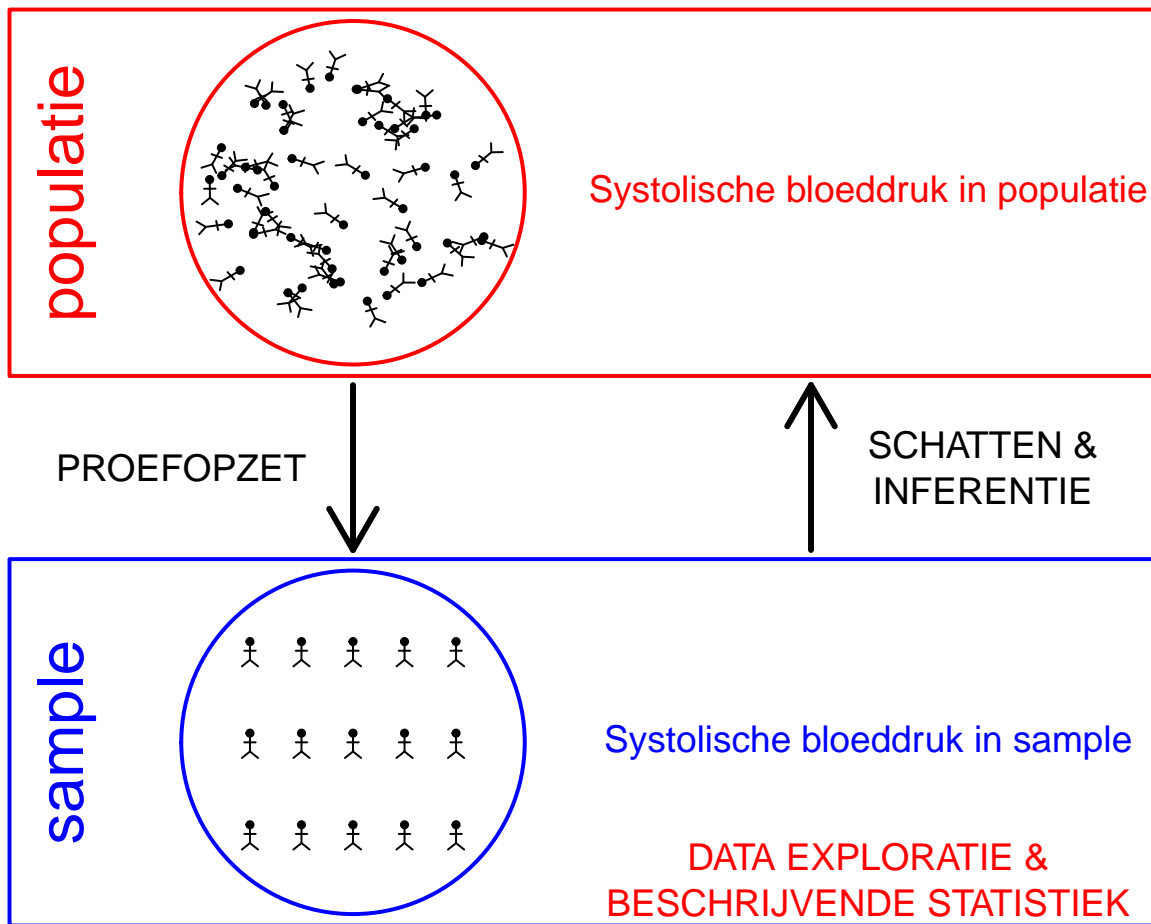 populatie
Systolische bloeddruk in populatie
PROEFOPZET
SCHATTEN &
INFERENTIE
sample
Systolische bloeddruk in sample
DATA EXPLORATIE &
BESCHRIJVENDE STATISTIEK